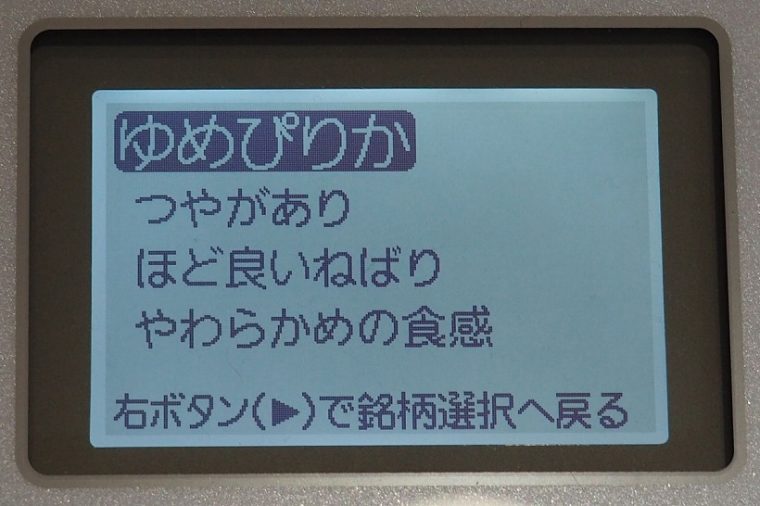 ゆめぴりか
つやがあり
ほど良いねばり
やわらかめの食感
右ボタン(▶)で銘柄選択へ戻る